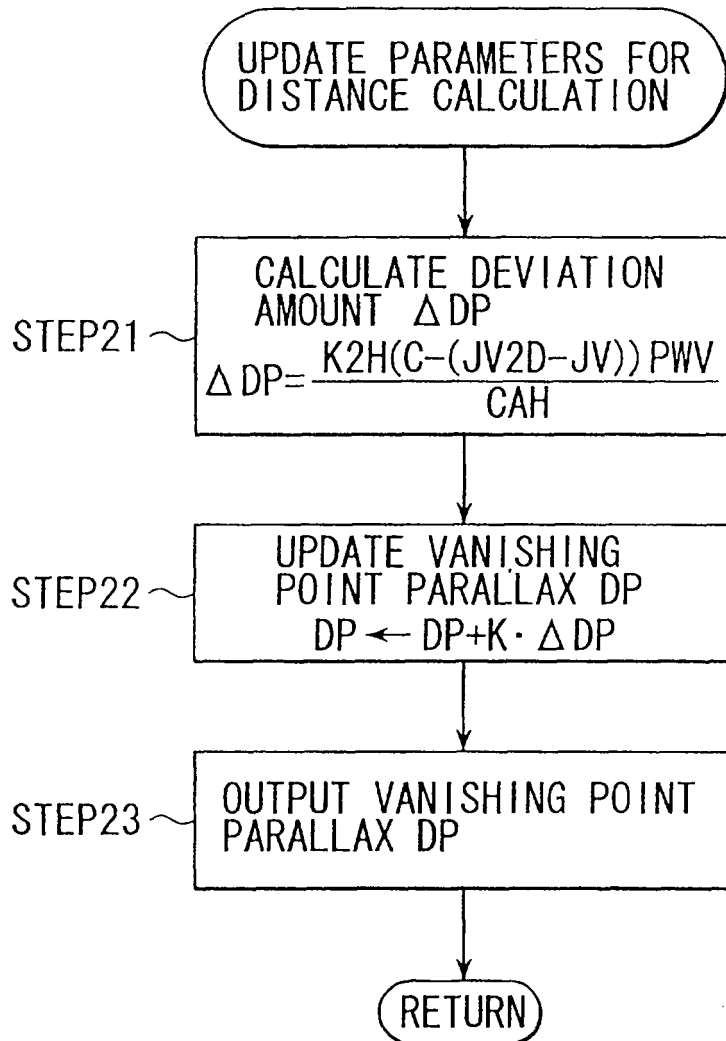 UPDATE PARAMETERS FOR
DISTANCE CALCULATION
STEP21
CALCULATE DEVIATION
AMOUNT ΔDP
ΔDP= K2H(C-(JV2D-JV))PWV
CAH
STEP22
UPDATE VANISHING
POINT PARALLAX DP
DP ← DP+K· ΔDP
STEP23
OUTPUT VANISHING POINT
PARALLAX DP
RETURN